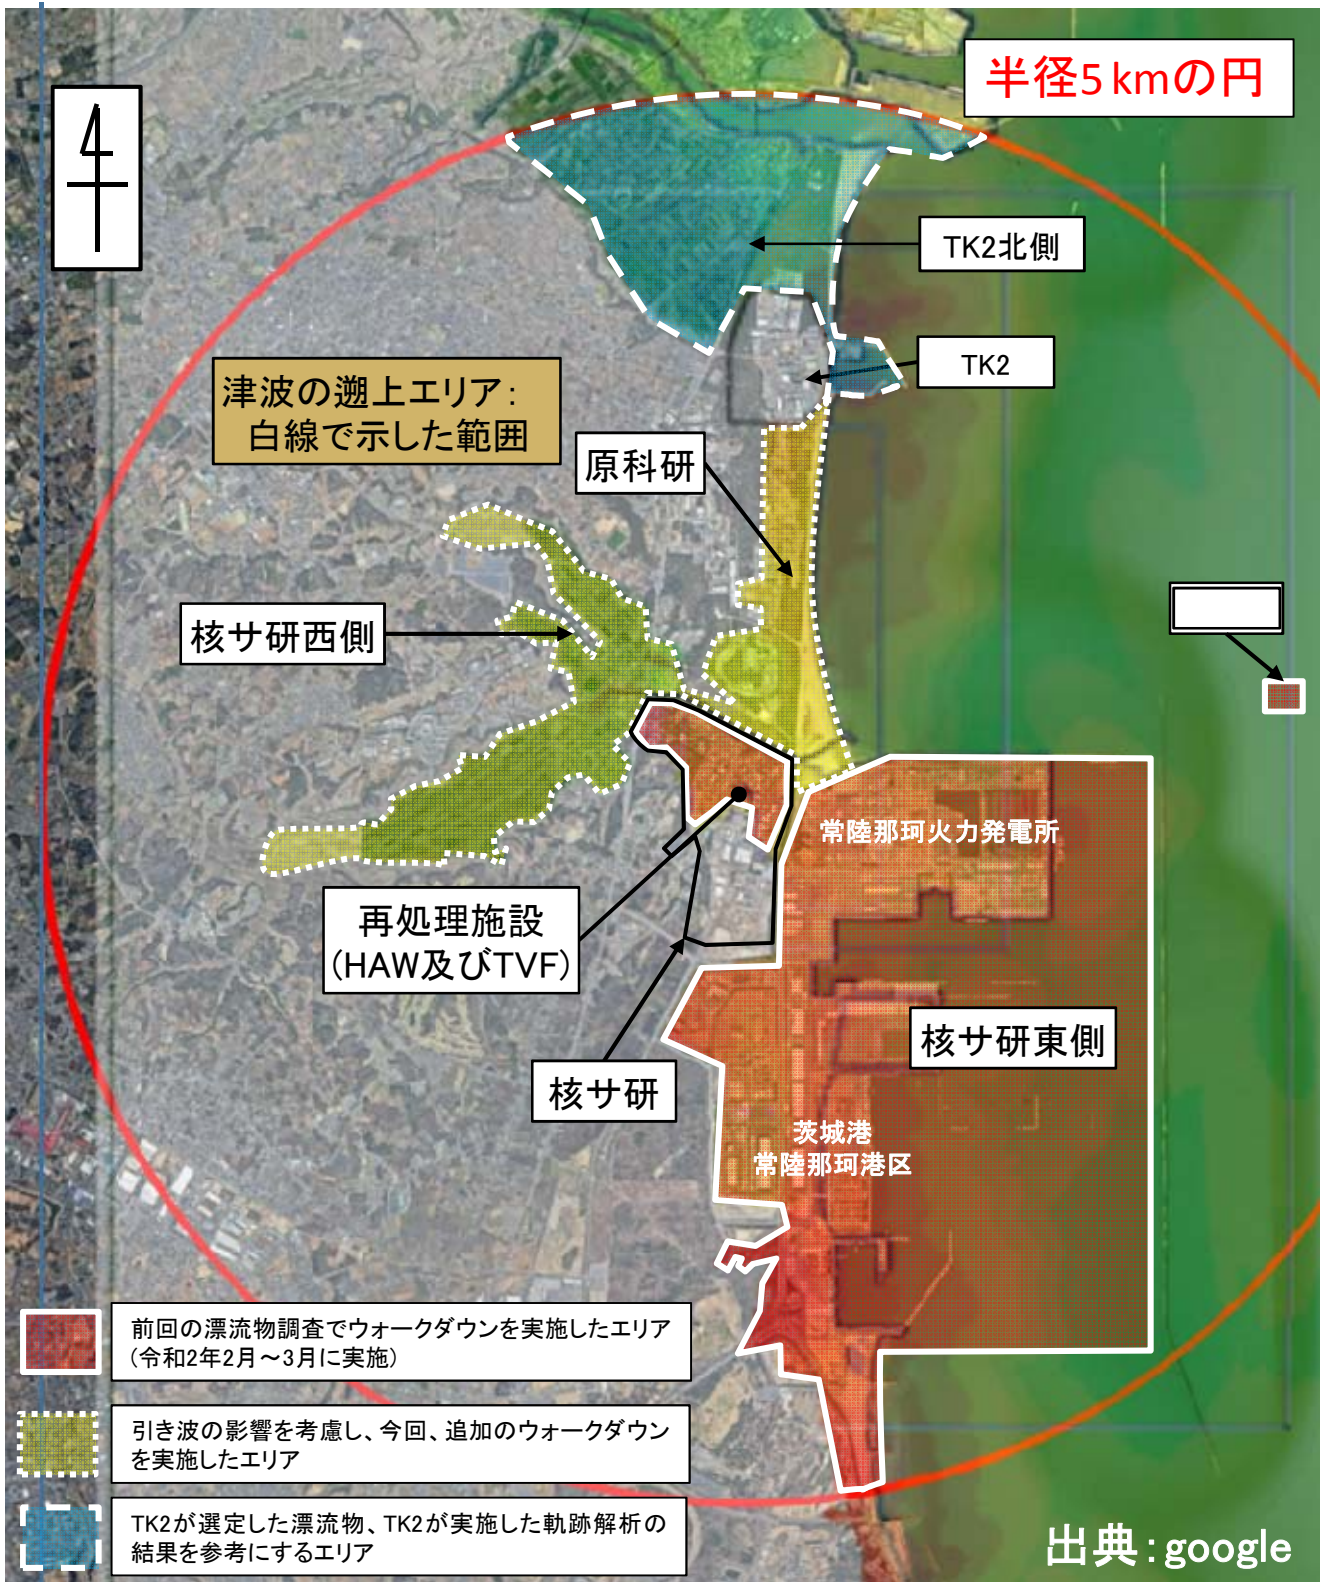 半径5kmの円
TK2北側
TK2
津波の遡上エリア：
白線で示した範囲
原科研
核サ研西側
常陸那珂火力発電所
再処理施設
(HAW及びTVF)
核サ研東側
核サ研
茨城港
常陸那珂港区
前回の漂流物調査でウォークダウンを実施したエリア
(令和2年2月～3月に実施)
引き波の影響を考慮し、今回、追加のウォークダウン
を実施したエリア
TK2が選定した漂流物、TK2が実施した軌跡解析の
結果を参考にするエリア
出典：google